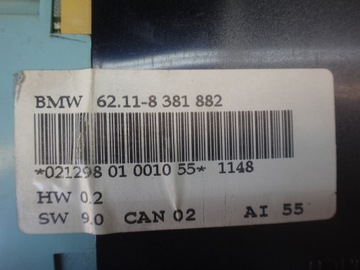 BMW 62.11-8 381 882
*021298 01 0010 55* 1148
HW 0.2
SW 9.0 CAN 02 AI 55